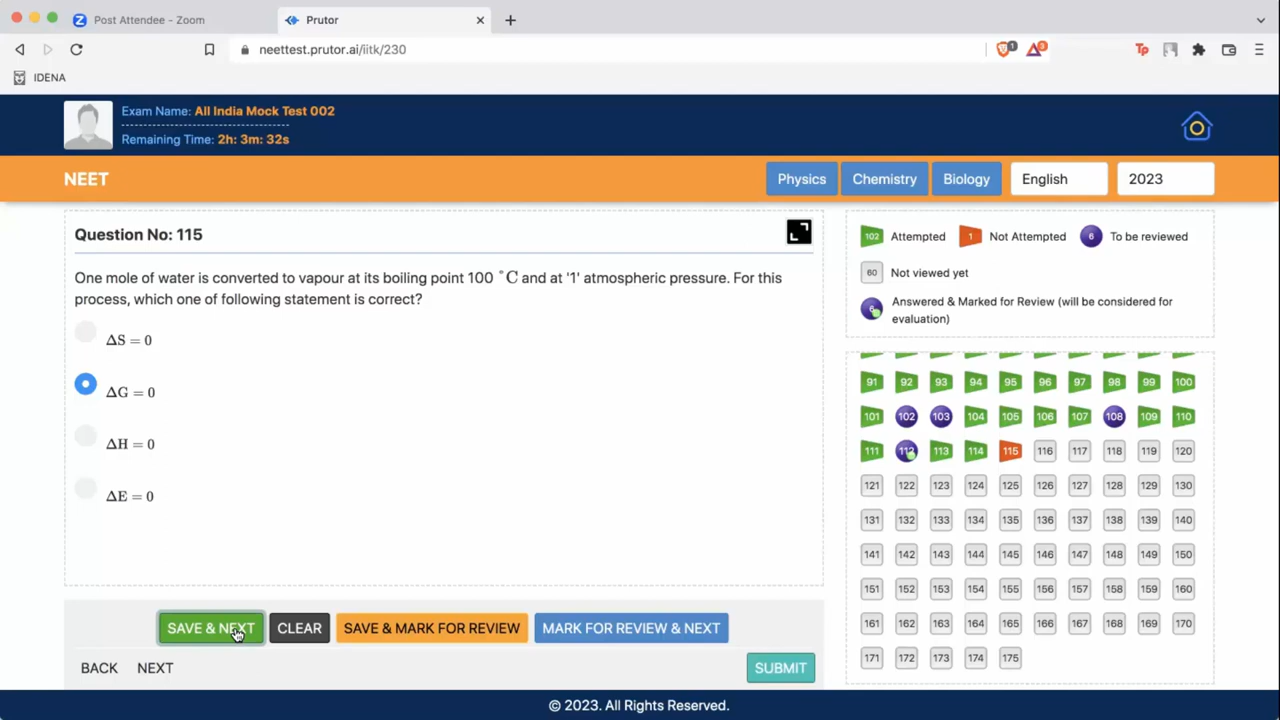 Post Attendee - Zoom
Prutor
neettest.prutor.ai/iitk/230
1
3
Tp
IDENA
Exam Name: All India Mock Test 002
Remaining Time: 2h: 3m: 32s
NEET
Physics
Chemistry
Biology
English
2023
Question No: 115
One mole of water is converted to vapour at its boiling point 100 °C and at '1' atmospheric pressure. For this
process, which one of following statement is correct?
ΔS = 0
ΔG = 0
ΔH = 0
ΔE = 0
SAVE & NEXT
CLEAR
SAVE & MARK FOR REVIEW
MARK FOR REVIEW & NEXT
BACK
NEXT
SUBMIT
102 Attempted
1 Not Attempted
6 To be reviewed
60 Not viewed yet
Answered & Marked for Review (will be considered for
evaluation)
91 92 93 94 95 96 97 98 99 100
101 102 103 104 105 106 107 108 109 110
111 112 113 114 115 116 117 118 119 120
121 122 123 124 125 126 127 128 129 130
131 132 133 134 135 136 137 138 139 140
141 142 143 144 145 146 147 148 149 150
151 152 153 154 155 156 157 158 159 160
161 162 163 164 165 166 167 168 169 170
171 172 173 174 175
© 2023. All Rights Reserved.